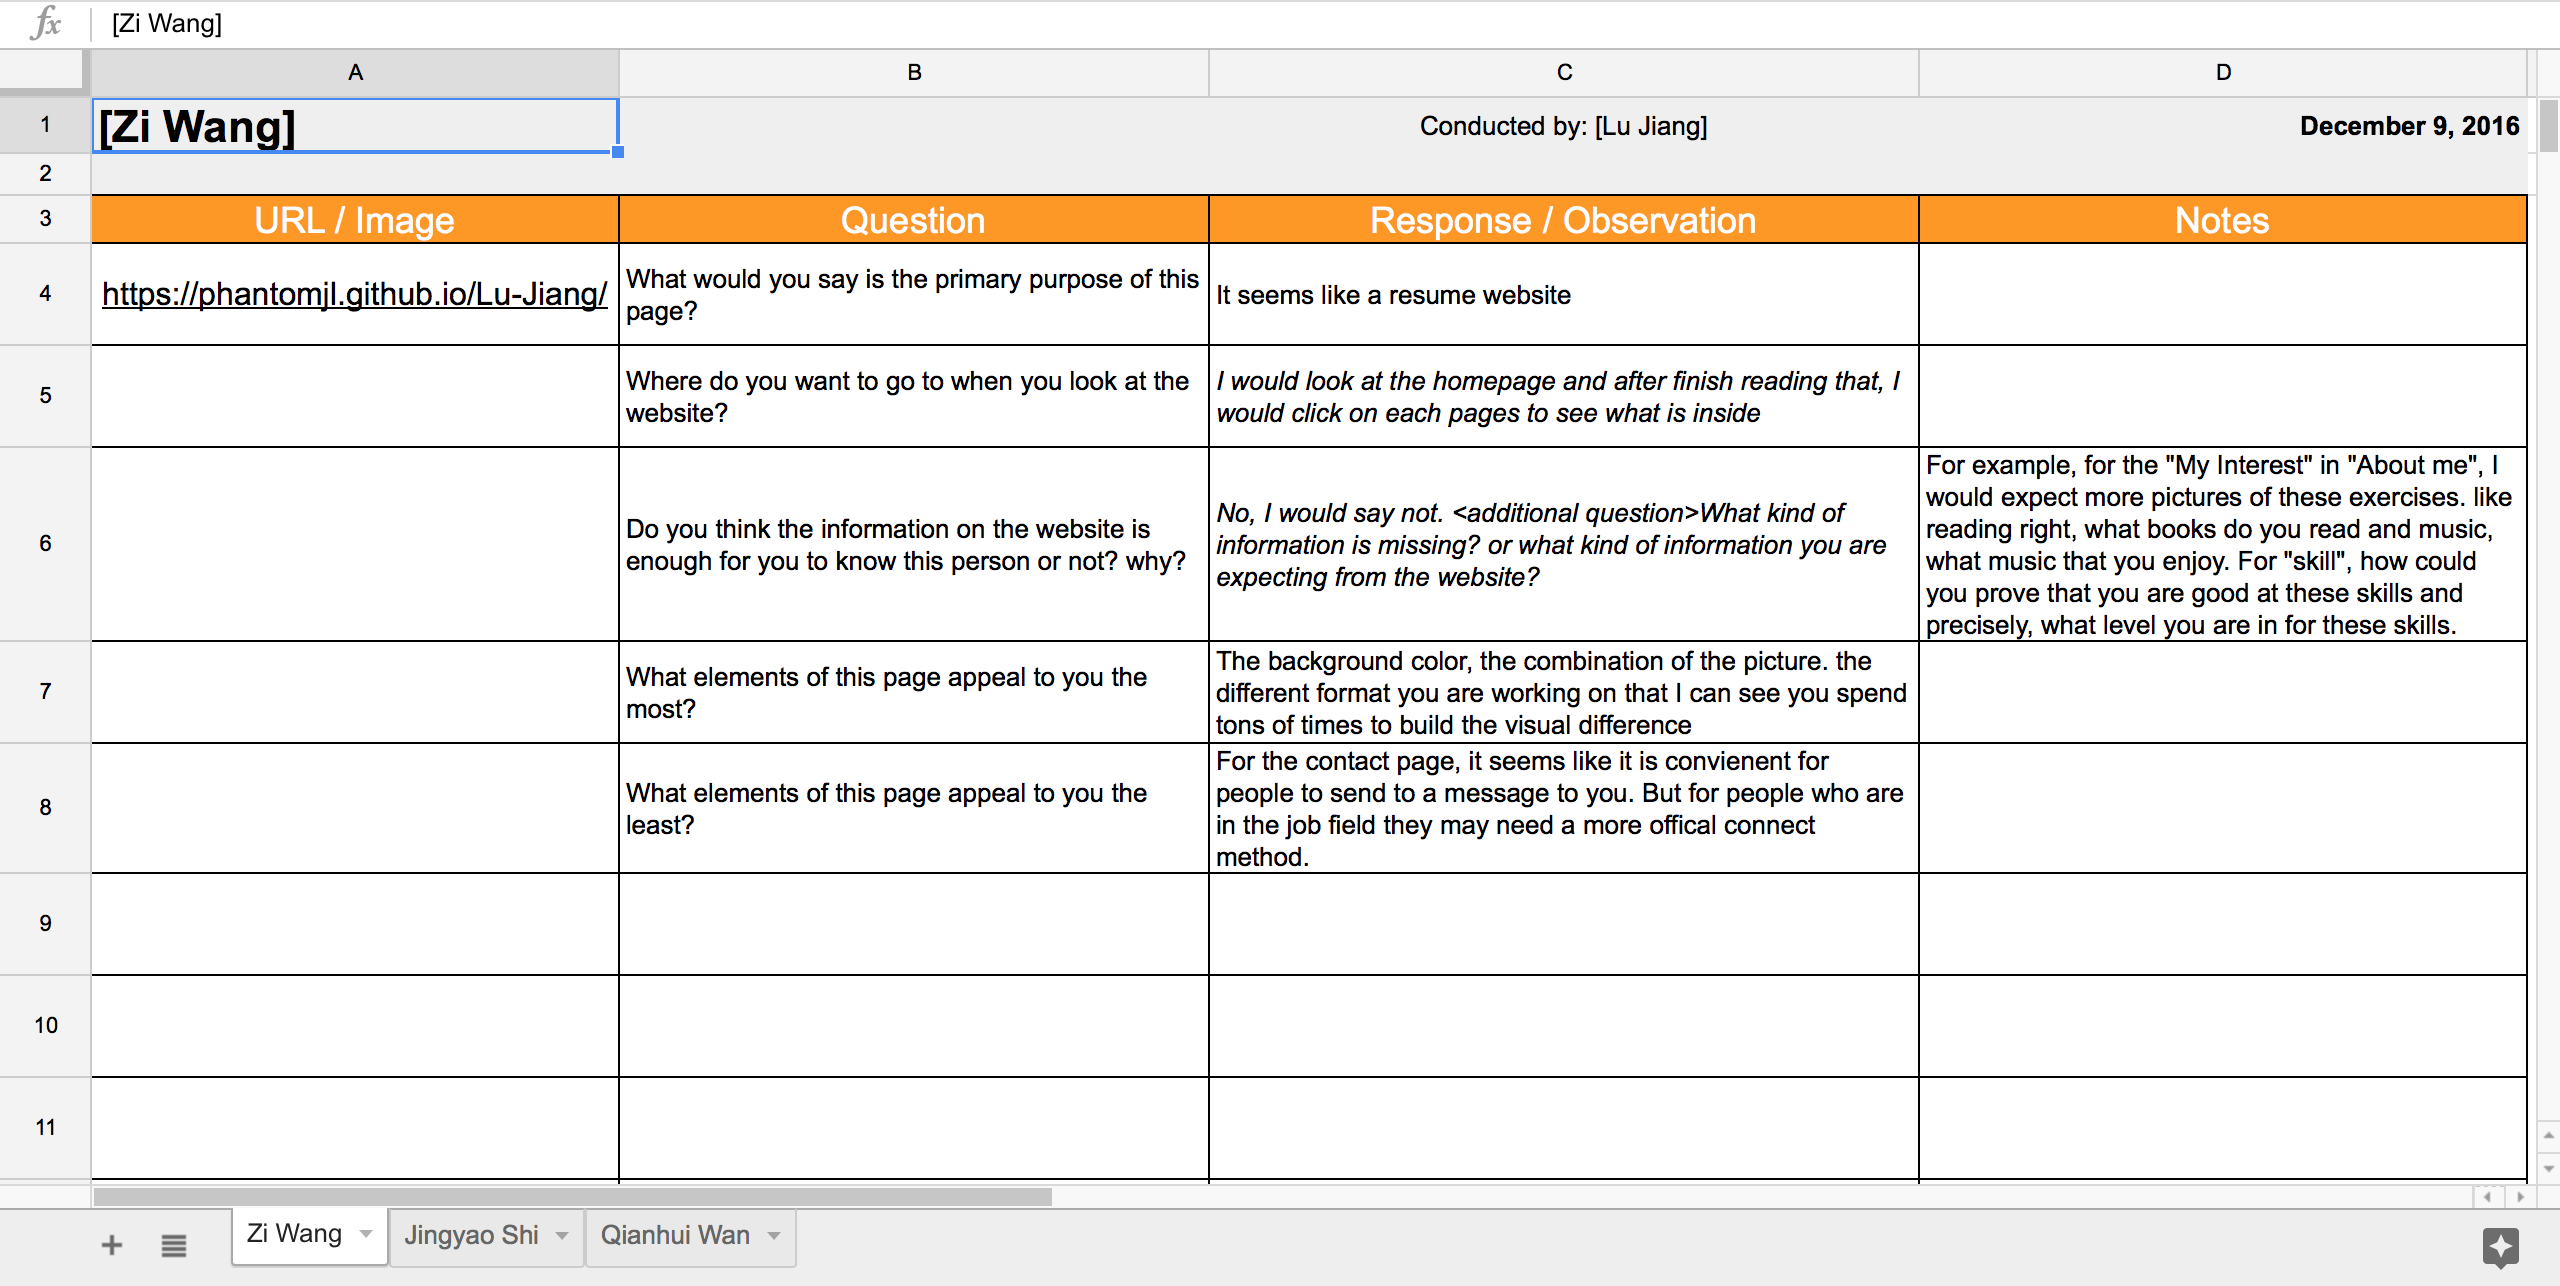 fx [Zi Wang]
A B C D
1 [Zi Wang] Conducted by: [Lu Jiang] December 9, 2016
2
3 URL / Image Question Response / Observation Notes
4 https://phantomjl.github.io/Lu-Jiang/
What would you say is the primary purpose of this
page?
It seems like a resume website
5
Where do you want to go to when you look at the
website?
I would look at the homepage and after finish reading that, I
would click on each pages to see what is inside
6
Do you think the information on the website is
enough for you to know this person or not? why?
No, I would say not. <additional question>What kind of
information is missing? or what kind of information you are
expecting from the website?
For example, for the "My Interest" in "About me", I
would expect more pictures of these exercises. like
reading right, what books do you read and music,
what music that you enjoy. For "skill", how could
you prove that you are good at these skills and
precisely, what level you are in for these skills.
7
What elements of this page appeal to you the
most?
The background color, the combination of the picture. the
different format you are working on that I can see you spend
tons of times to build the visual difference
8
What elements of this page appeal to you the
least?
For the contact page, it seems like it is convienent for
people to send to a message to you. But for people who are
in the job field they may need a more offical connect
method.
9
10
11
Zi Wang Jingyao Shi Qianhui Wan